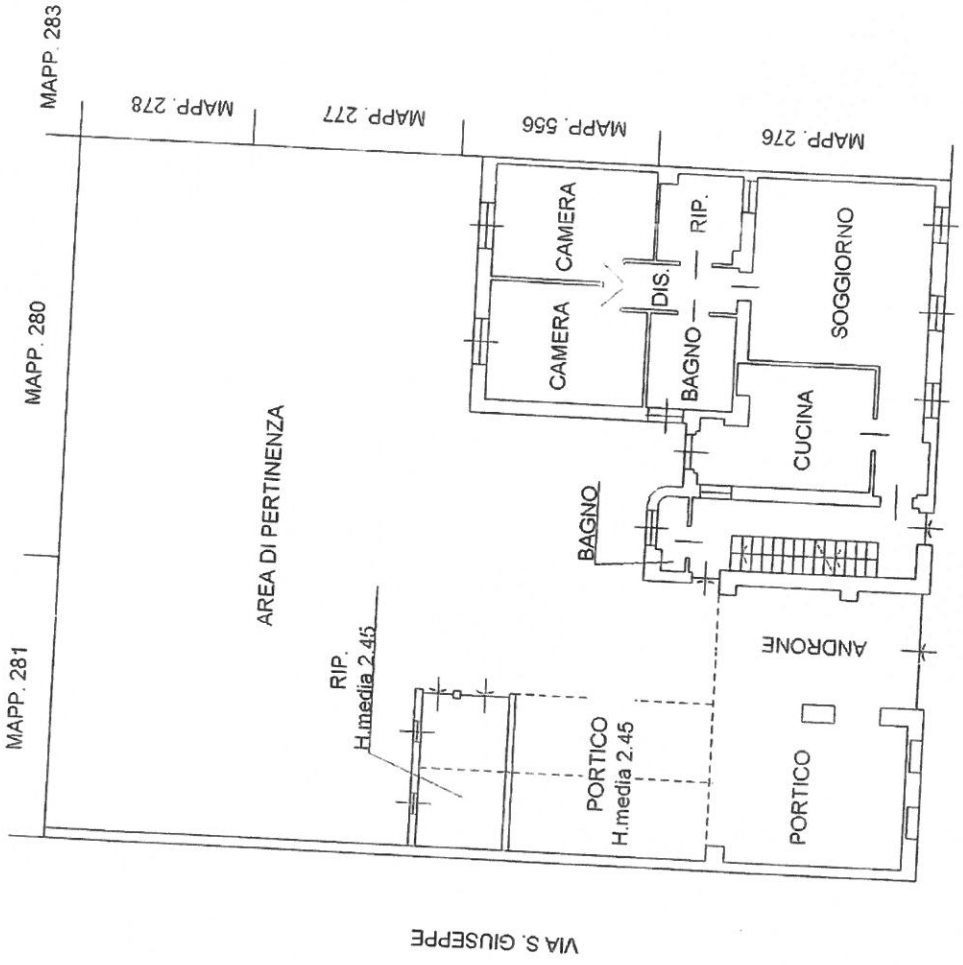 MAPP. 283
MAPP. 280
MAPP. 281
MAPP. 278
MAPP. 277
MAPP. 556
MAPP. 276
AREA DI PERTINENZA
CAMERA
CAMERA
RIP.
DIS.
BAGNO
SOGGIORNO
CUCINA
BAGNO
RIP.
H.media 2.45
PORTICO
H.media 2.45
ANDRONE
PORTICO
VIA S. GIUSEPPE